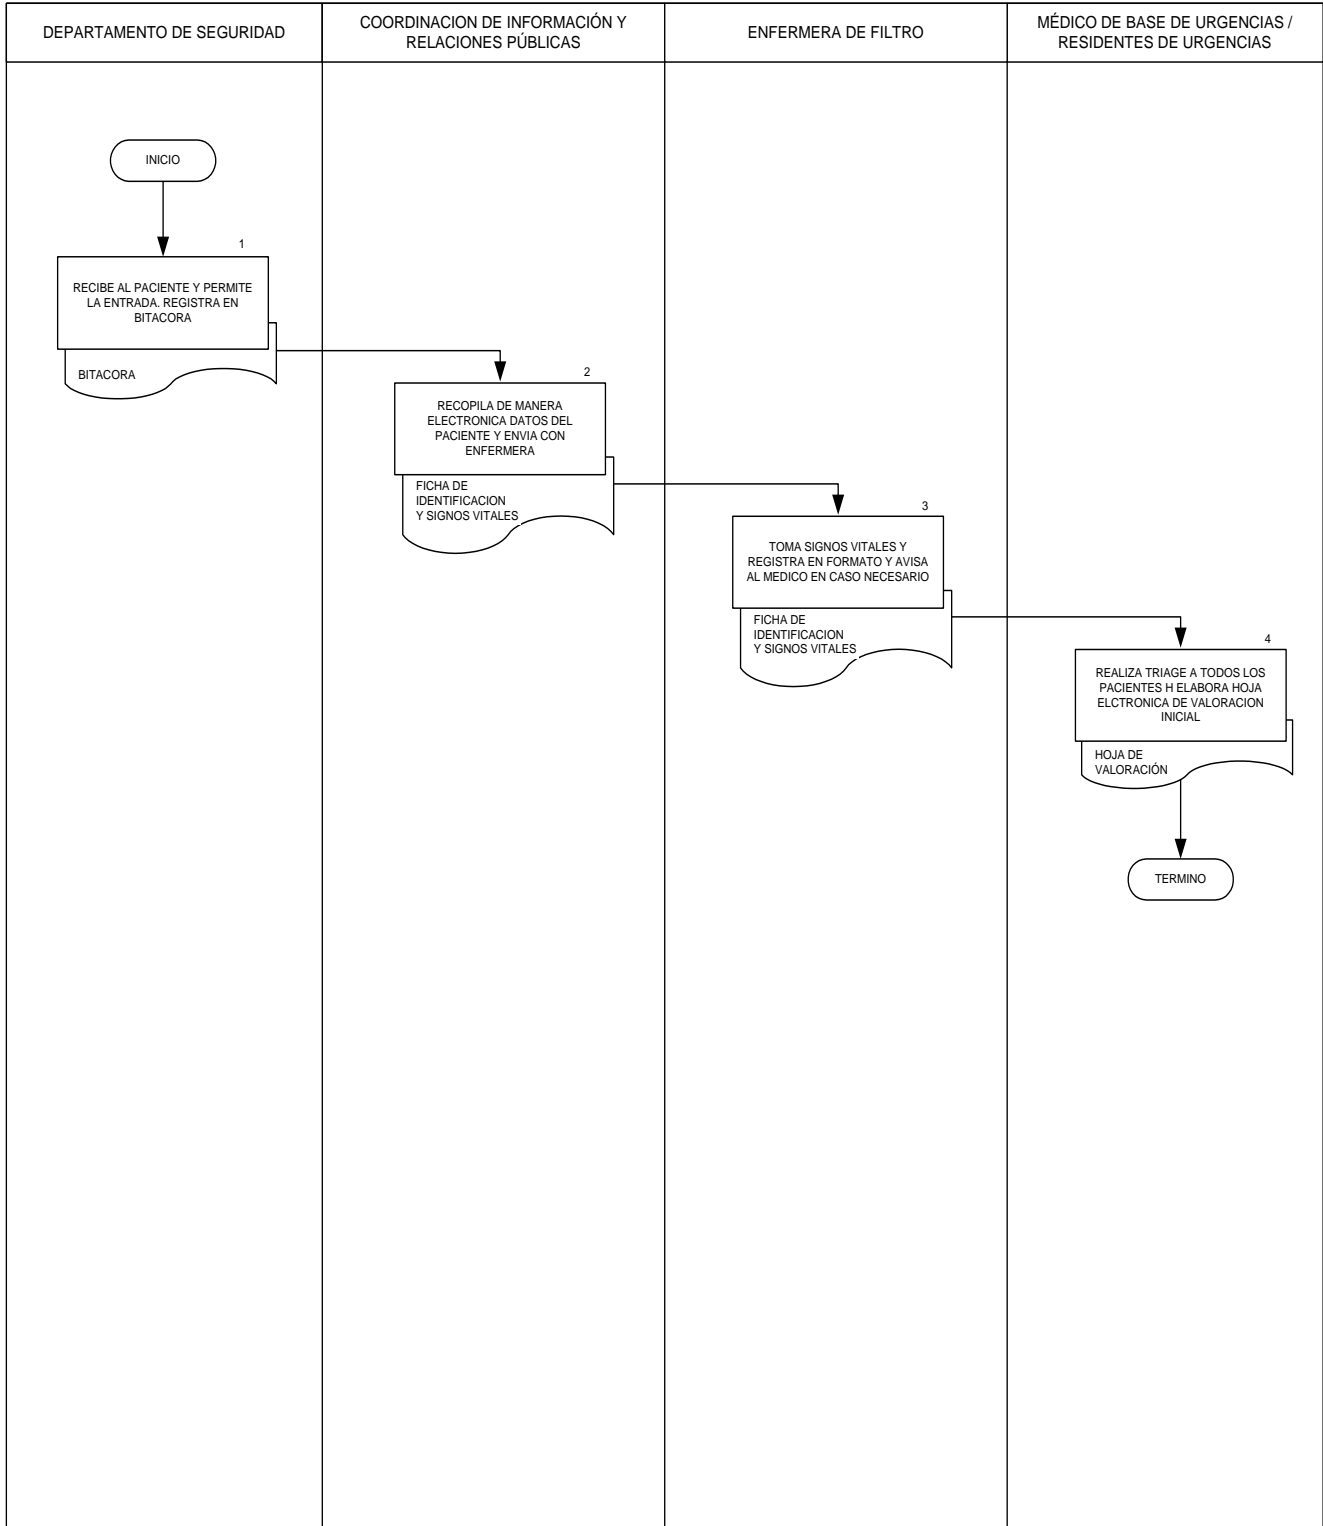 DEPARTAMENTO DE SEGURIDAD
COORDINACION DE INFORMACIÓN Y
RELACIONES PÚBLICAS
ENFERMERA DE FILTRO
MÉDICO DE BASE DE URGENCIAS /
RESIDENTES DE URGENCIAS
INICIO
1
RECIBE AL PACIENTE Y PERMITE
LA ENTRADA. REGISTRA EN
BITACORA
BITACORA
2
RECOPILA DE MANERA
ELECTRONICA DATOS DEL
PACIENTE Y ENVIA CON
ENFERMERA
FICHA DE
IDENTIFICACION
Y SIGNOS VITALES
3
TOMA SIGNOS VITALES Y
REGISTRA EN FORMATO Y AVISA
AL MEDICO EN CASO NECESARIO
FICHA DE
IDENTIFICACION
Y SIGNOS VITALES
4
REALIZA TRIAGE A TODOS LOS
PACIENTES H ELABORA HOJA
ELCTRONICA DE VALORACION
INICIAL
HOJA DE
VALORACIÓN
TERMINO